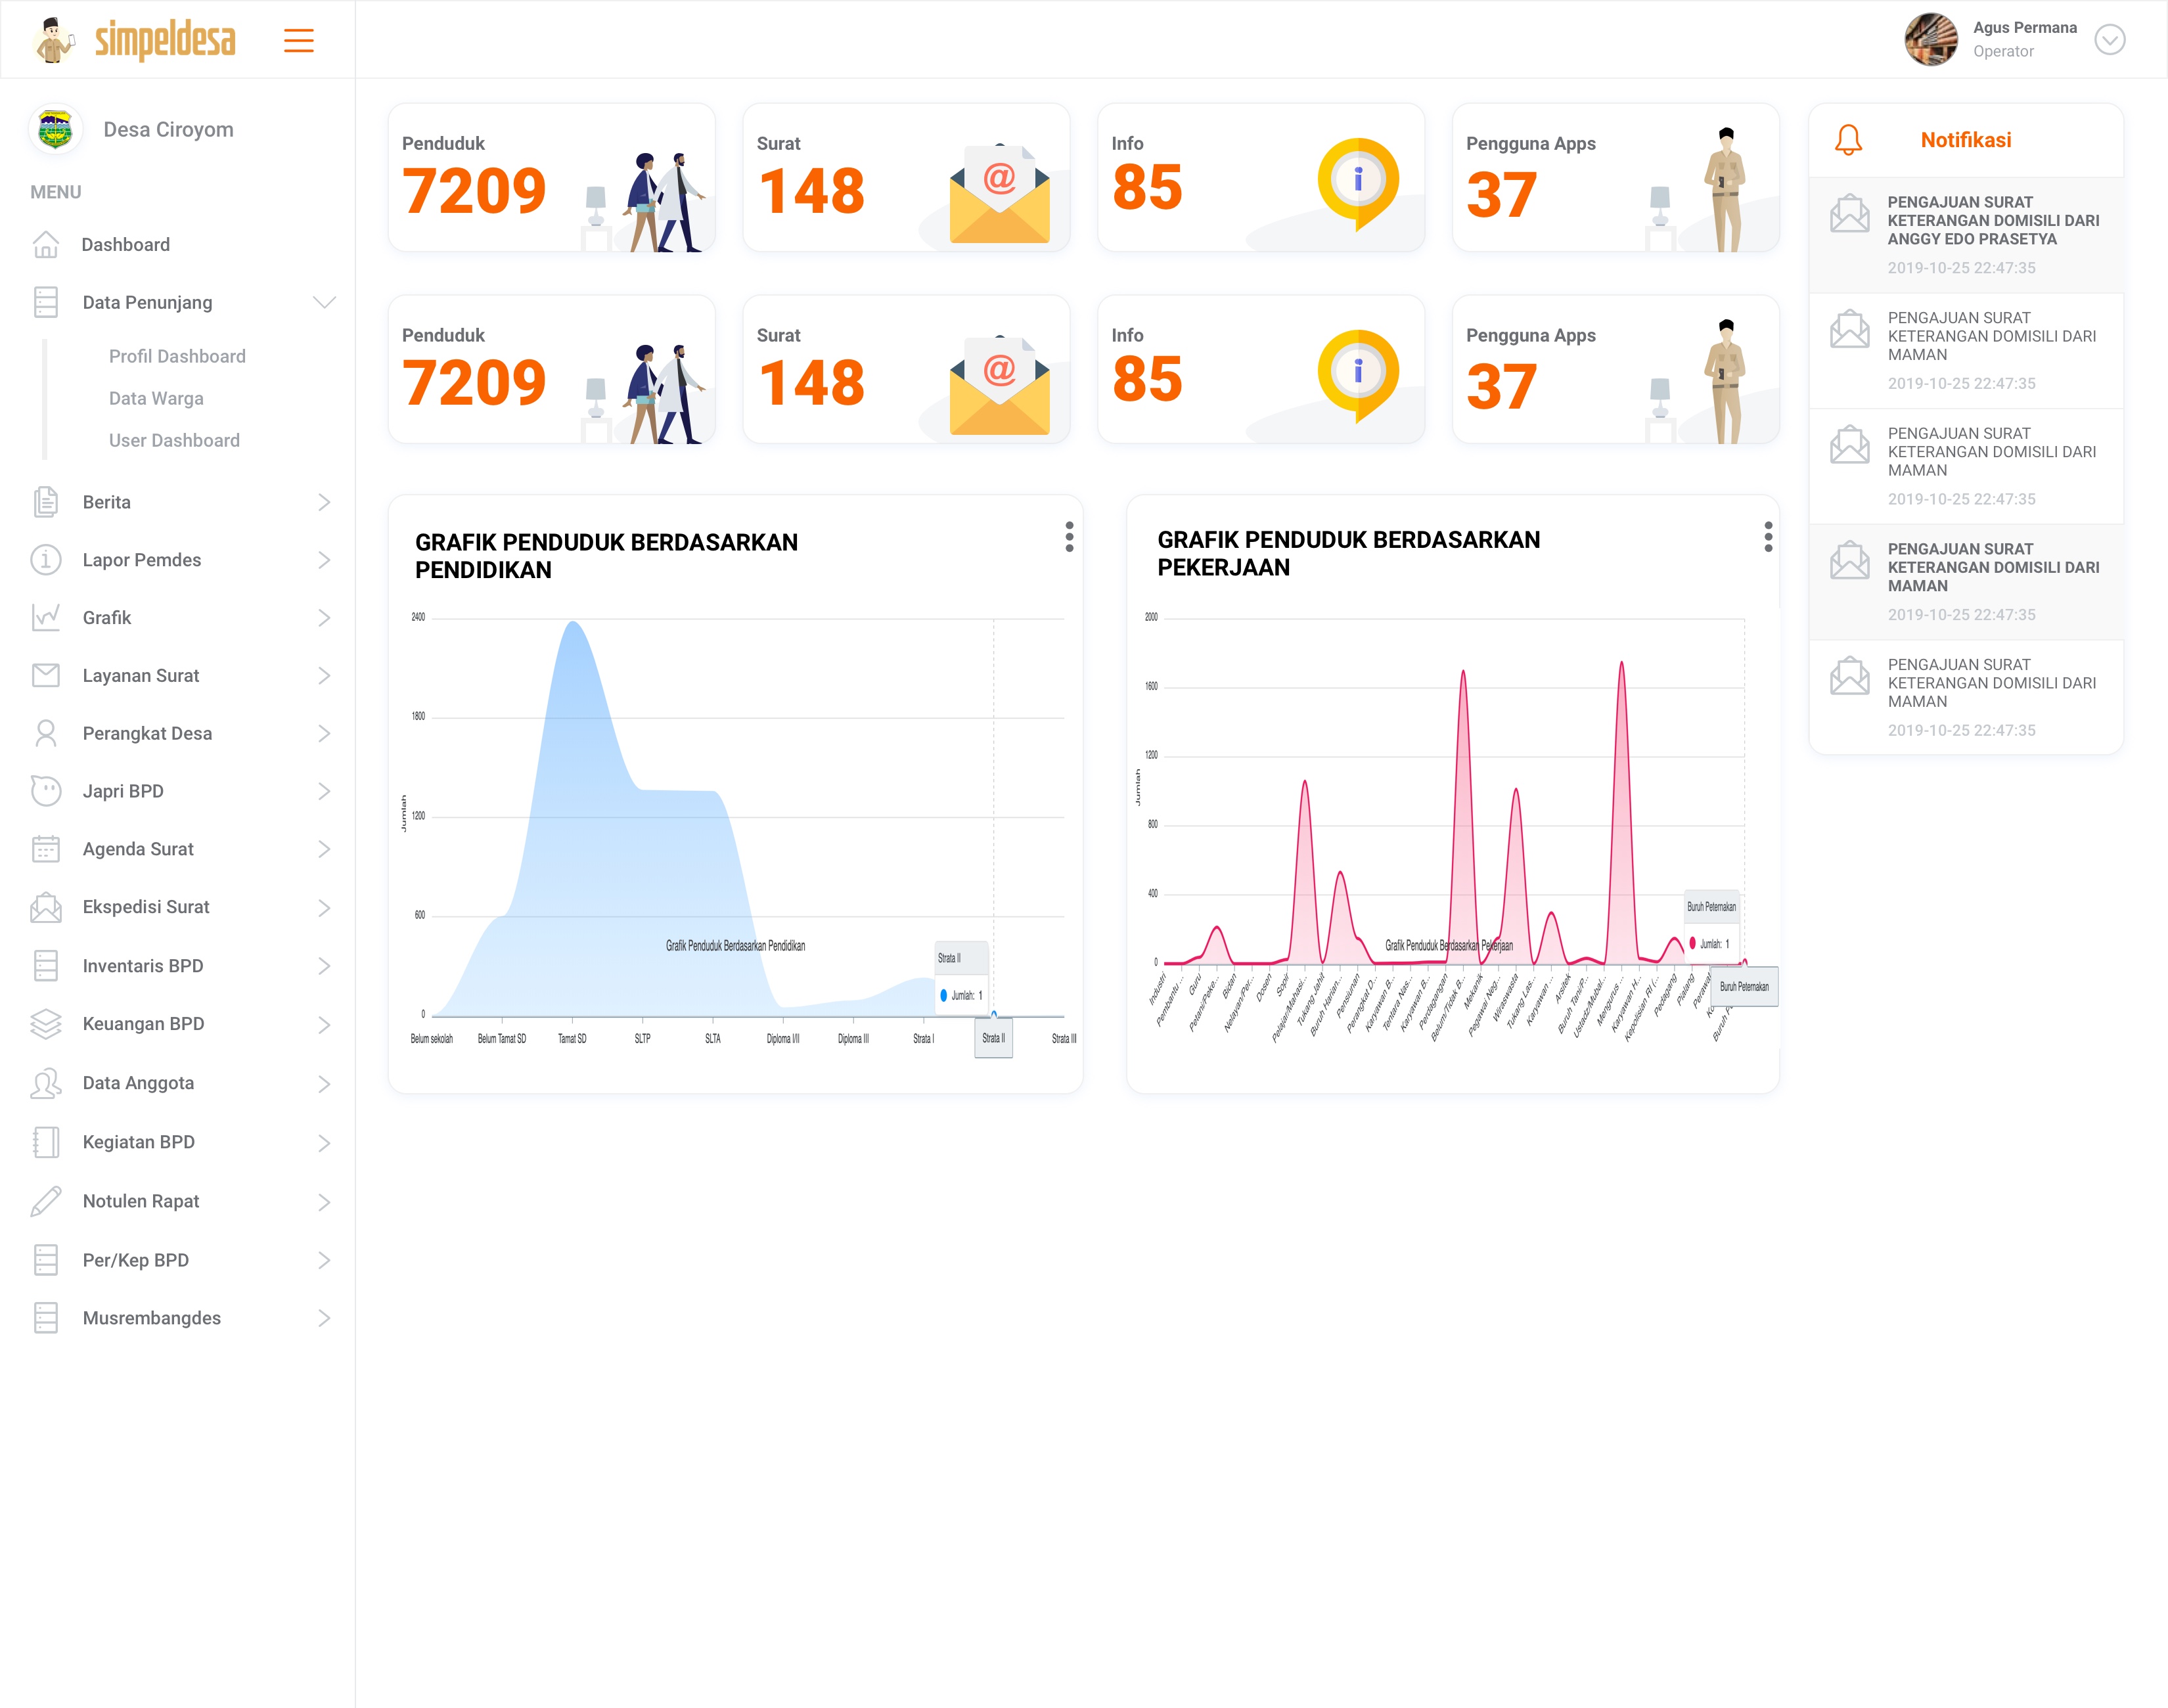 simpeldesa
Agus Permana
Operator
Desa Ciroyom
MENU
Dashboard
Data Penunjang
Profil Dashboard
Data Warga
User Dashboard
Berita
Lapor Pemdes
Grafik
Layanan Surat
Perangkat Desa
Japri BPD
Agenda Surat
Ekspedisi Surat
Inventaris BPD
Keuangan BPD
Data Anggota
Kegiatan BPD
Notulen Rapat
Per/Kep BPD
Musrembangdes
Penduduk
7209
Surat
148
@
Info
85
i
Pengguna Apps
37
Penduduk
7209
Surat
148
@
Info
85
i
Pengguna Apps
37
GRAFIK PENDUDUK BERDASARKAN
PENDIDIKAN
2400
1800
1200
600
0
Jumlah
Grafik Penduduk Berdasarkan Pendidikan
Strata II
Jumlah: 1
Belum sekolah
Belum Tamat SD
Tamat SD
SLTP
SLTA
Diploma I/II
Diploma III
Strata I
Strata II
Strata III
GRAFIK PENDUDUK BERDASARKAN
PEKERJAAN
2000
1600
1200
800
400
0
Jumlah
Grafik Penduduk Berdasarkan Pekerjaan
Buruh Peternakan
Jumlah: 1
Industri
Pembantu ...
Guru
Petani/Peke...
Bidan
Nelayan/Per...
Dosen
Sopir
Pelajar/Mahasi...
Tukang Jahit
Buruh Harian...
Pensiunan
Perangkat D...
Karyawan B...
Tentara Nas...
Karyawan B...
Perdagangan
Belum/Tidak B...
Mekanik
Pegawai Neg...
Wiraswasta
Tukang Las...
Karyawan ...
Arsitek
Buruh Tani/P...
Ustadz/Mubal...
Mengurus ...
Karyawan H...
Kepolisian RI (...
Pedagang
Pialang
Perawat
Buruh Peternakan
Notifikasi
PENGAJUAN SURAT
KETERANGAN DOMISILI DARI
ANGGY EDO PRASETYA
2019-10-25 22:47:35
PENGAJUAN SURAT
KETERANGAN DOMISILI DARI
MAMAN
2019-10-25 22:47:35
PENGAJUAN SURAT
KETERANGAN DOMISILI DARI
MAMAN
2019-10-25 22:47:35
PENGAJUAN SURAT
KETERANGAN DOMISILI DARI
MAMAN
2019-10-25 22:47:35
PENGAJUAN SURAT
KETERANGAN DOMISILI DARI
MAMAN
2019-10-25 22:47:35